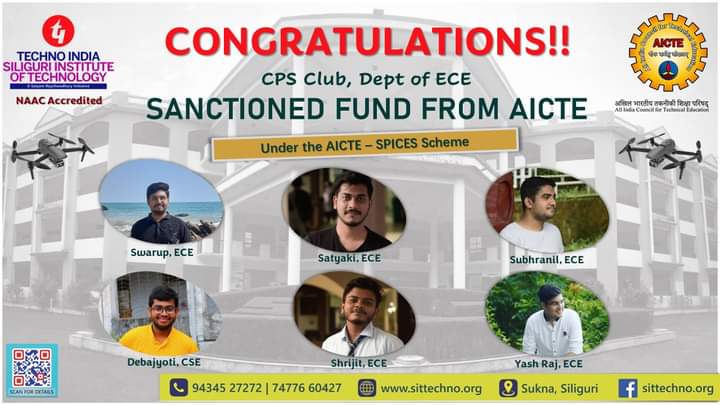 TECHNO INDIA
SILIGURI INSTITUTE
OF TECHNOLOGY
NAAC Accredited
CONGRATULATIONS!!
CPS Club, Dept of ECE
SANCTIONED FUND FROM AICTE
Under the AICTE – SPICES Scheme
AICTE
अखिल भारतीय तकनीकी शिक्षा परिषद्
All India Council for Technical Education
Swarup, ECE
Satyaki, ECE
Subhranil, ECE
Debajyoti, CSE
Shrijit, ECE
Yash Raj, ECE
SCAN FOR DETAILS
94345 27272 | 74776 60427
www.sittechno.org
Sukna, Siliguri
sittechno.org